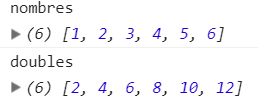 nombres
▶ (6) [1, 2, 3, 4, 5, 6]
doubles
▶ (6) [2, 4, 6, 8, 10, 12]